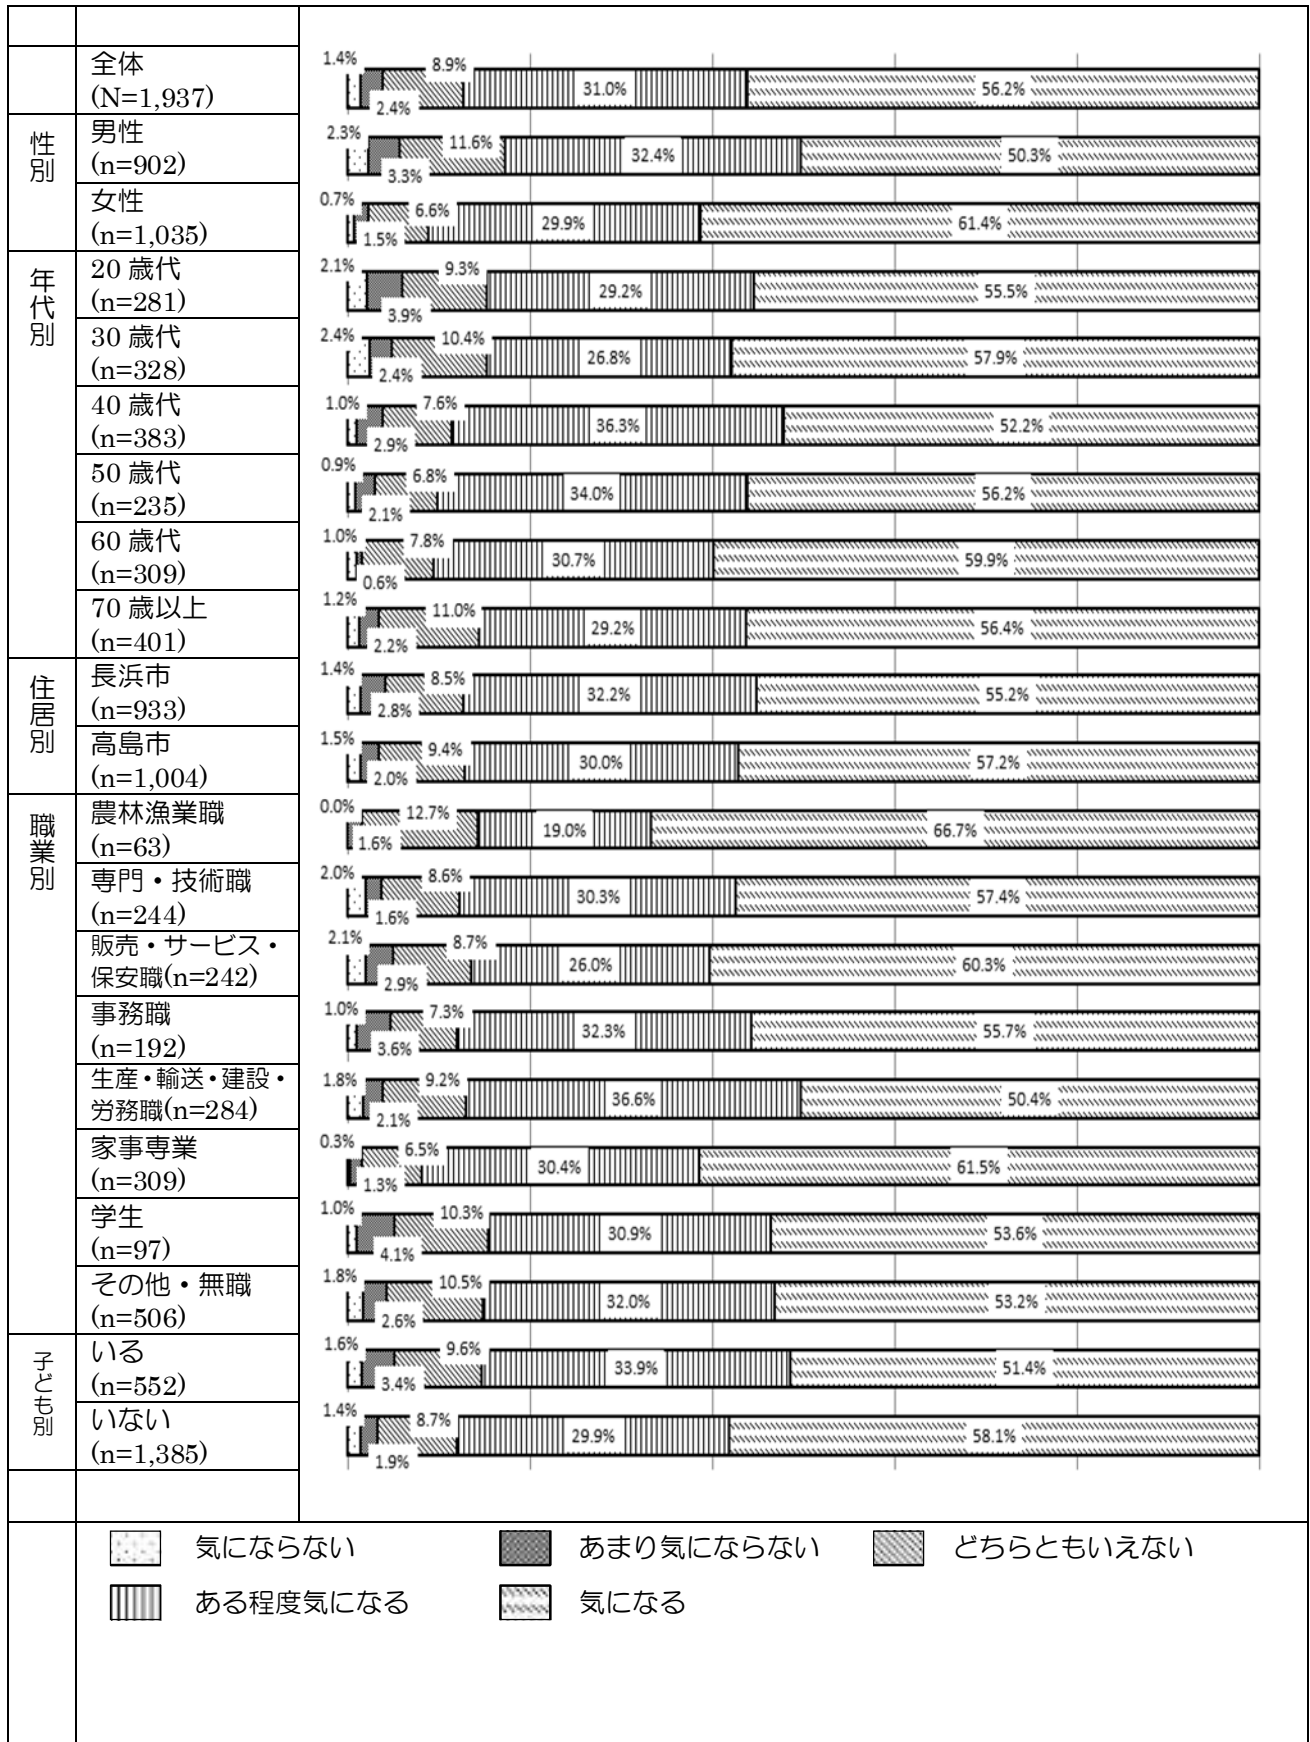 全体
(N=1,937)
1.4%
8.9%
2.4%
31.0%
56.2%
性別
男性
(n=902)
2.3%
11.6%
3.3%
32.4%
50.3%
女性
(n=1,035)
0.7%
6.6%
1.5%
29.9%
61.4%
年代別
20 歳代
(n=281)
2.1%
9.3%
3.9%
29.2%
55.5%
30 歳代
(n=328)
2.4%
10.4%
2.4%
26.8%
57.9%
40 歳代
(n=383)
1.0%
7.6%
2.9%
36.3%
52.2%
50 歳代
(n=235)
0.9%
6.8%
2.1%
34.0%
56.2%
60 歳代
(n=309)
1.0%
7.8%
0.6%
30.7%
59.9%
70 歳以上
(n=401)
1.2%
11.0%
2.2%
29.2%
56.4%
住居別
長浜市
(n=933)
1.4%
8.5%
2.8%
32.2%
55.2%
高島市
(n=1,004)
1.5%
9.4%
2.0%
30.0%
57.2%
職業別
農林漁業職
(n=63)
0.0%
12.7%
1.6%
19.0%
66.7%
専門・技術職
(n=244)
2.0%
8.6%
1.6%
30.3%
57.4%
販売・サービス・
保安職(n=242)
2.1%
8.7%
2.9%
26.0%
60.3%
事務職
(n=192)
1.0%
7.3%
3.6%
32.3%
55.7%
生産・輸送・建設・
労務職(n=284)
1.8%
9.2%
2.1%
36.6%
50.4%
家事専業
(n=309)
0.3%
6.5%
1.3%
30.4%
61.5%
学生
(n=97)
1.0%
10.3%
4.1%
30.9%
53.6%
その他・無職
(n=506)
1.8%
10.5%
2.6%
32.0%
53.2%
子ども別
いる
(n=552)
1.6%
9.6%
3.4%
33.9%
51.4%
いない
(n=1,385)
1.4%
8.7%
1.9%
29.9%
58.1%
気にならない
あまり気にならない
どちらともいえない
ある程度気になる
気になる